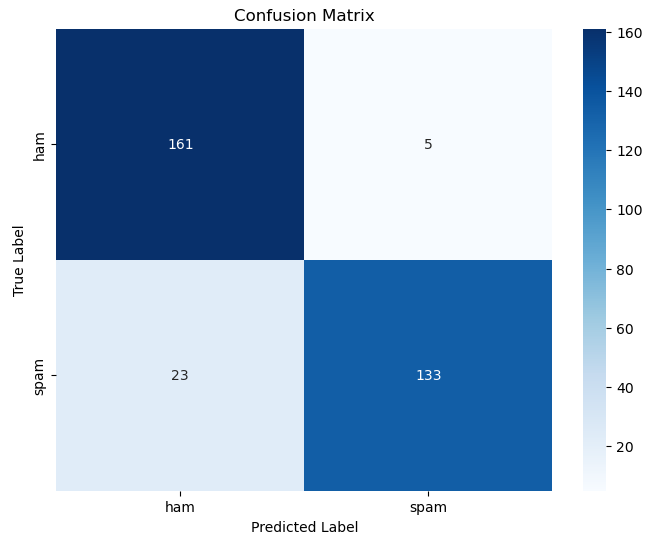 Confusion Matrix
True Label
ham
161
5
spam
23
133
ham
spam
Predicted Label
160
140
120
100
80
60
40
20